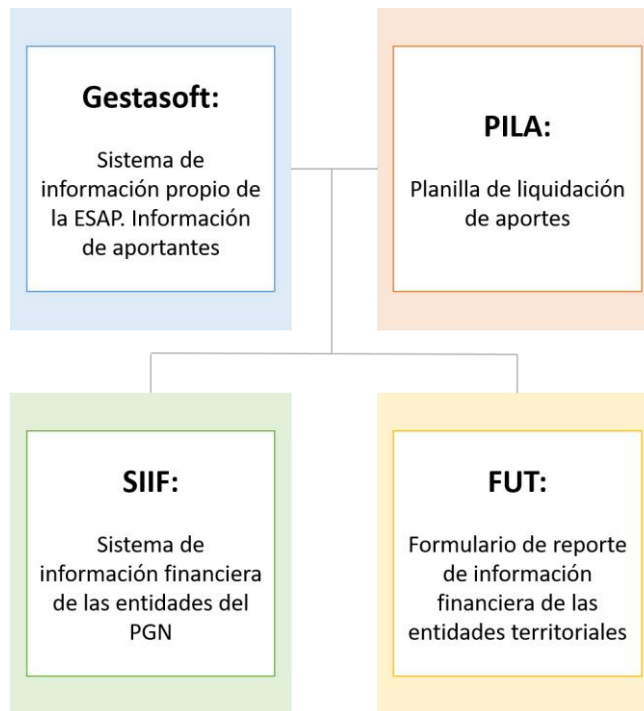 Gestasoft:
Sistema de
información propio de
la ESAP. Información
de aportantes
PILA:
Planilla de liquidación
de aportes
SIIF:
Sistema de
información financiera
de las entidades del
PGN
FUT:
Formulario de reporte
de información
financiera de las
entidades territoriales